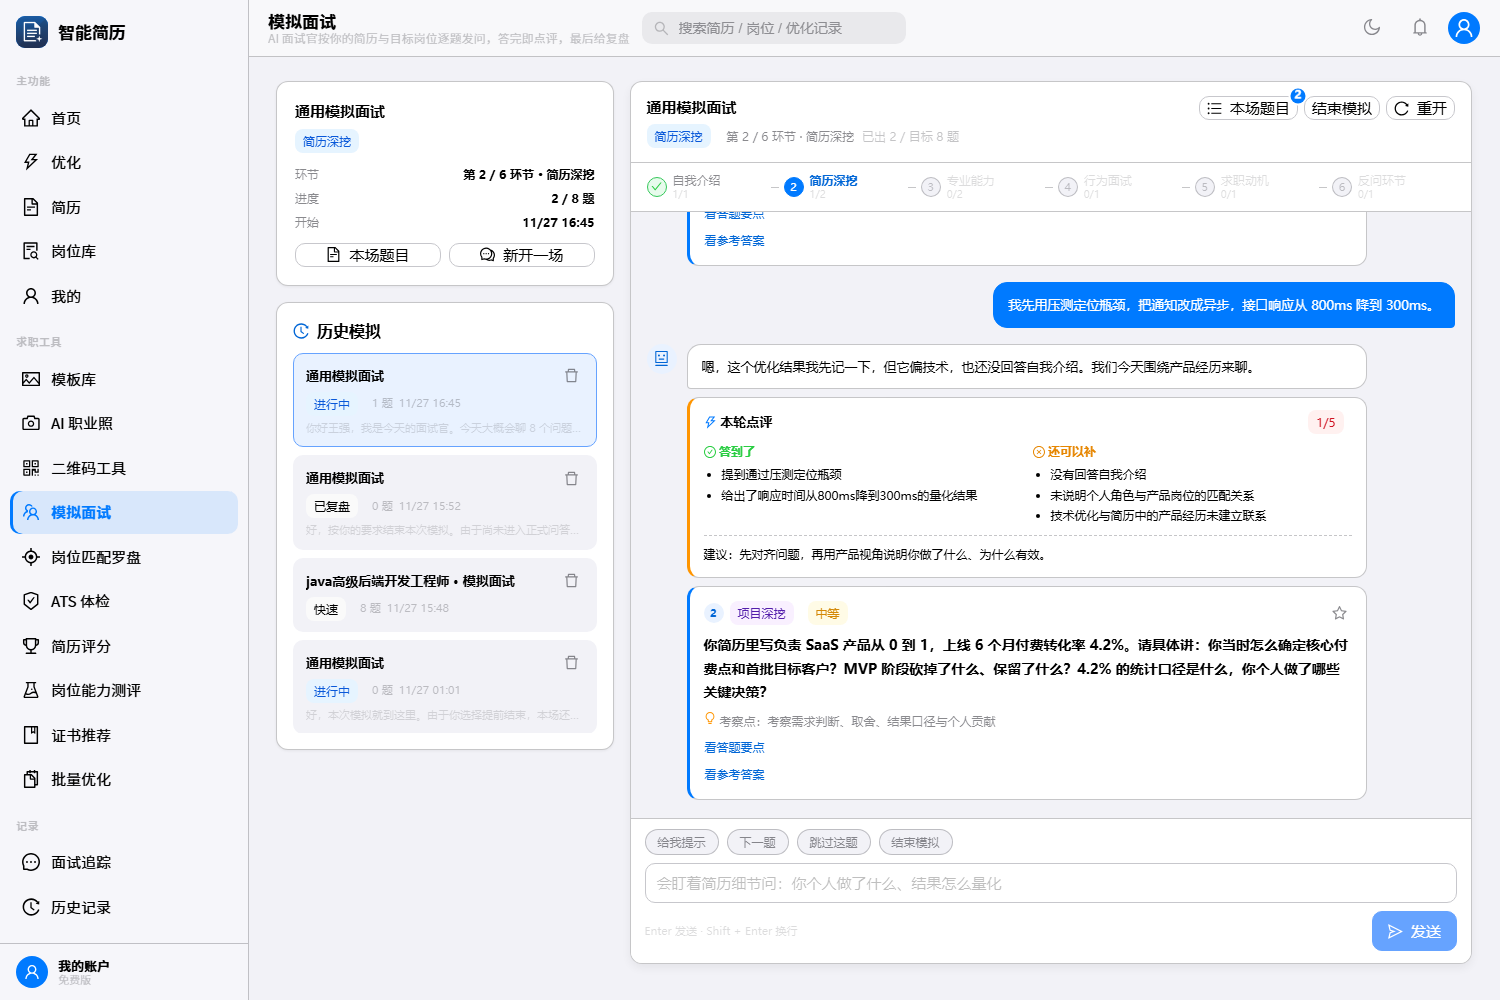 智能简历
主功能
首页
优化
简历
岗位库
我的
求职工具
模板库
AI 职业照
二维码工具
模拟面试
岗位匹配罗盘
ATS 体检
简历评分
岗位能力测评
证书推荐
批量优化
记录
面试追踪
历史记录
我的账户
免费版
模拟面试
AI 面试官按你的简历与目标岗位逐题发问，答完即点评，最后给复盘
搜索简历 / 岗位 / 优化记录
通用模拟面试
简历深挖
环节 第 2 / 6 环节 • 简历深挖
进度 2 / 8 题
开始 11/27 16:45
本场题目 新开一场
历史模拟
通用模拟面试
进行中 1 题 11/27 16:45
你好王强，我是今天的面试官。今天大概会聊 8 个问题...
通用模拟面试
已复盘 0 题 11/27 15:52
好，按你的要求结束本次模拟。由于尚未进入正式问答...
java高级后端开发工程师 • 模拟面试
快速 8 题 11/27 15:48
通用模拟面试
进行中 0 题 11/27 01:01
好，本次模拟就到这里。由于你选择提前结束，本场还...
通用模拟面试
本场题目 2 结束模拟 重开
简历深挖 第 2 / 6 环节 · 简历深挖 已出 2 / 目标 8 题
自我介绍 1/1
2 简历深挖 1/2
3 专业能力 0/2
4 行为面试 0/1
5 求职动机 0/1
6 反问环节 0/1
看答题要点
看参考答案
我先用压测定位瓶颈，把通知改成异步，接口响应从 800ms 降到 300ms。
嗯，这个优化结果我先记一下，但它偏技术，也还没回答自我介绍。我们今天围绕产品经历来聊。
本轮点评 1/5
答到了
提到通过压测定位瓶颈
给出了响应时间从800ms降到300ms的量化结果
还可以补
没有回答自我介绍
未说明个人角色与产品岗位的匹配关系
技术优化与简历中的产品经历未建立联系
建议：先对齐问题，再用产品视角说明你做了什么、为什么有效。
2 项目深挖 中等
你简历里写负责 SaaS 产品从 0 到 1，上线 6 个月付费转化率 4.2%。请具体讲：你当时怎么确定核心付
费点和首批目标客户？MVP 阶段砍掉了什么、保留了什么？4.2% 的统计口径是什么，你个人做了哪些
关键决策？
考察点：考察需求判断、取舍、结果口径与个人贡献
看答题要点
看参考答案
给我提示 下一题 跳过这题 结束模拟
会盯着简历细节问：你个人做了什么、结果怎么量化
Enter 发送 · Shift + Enter 换行
发送